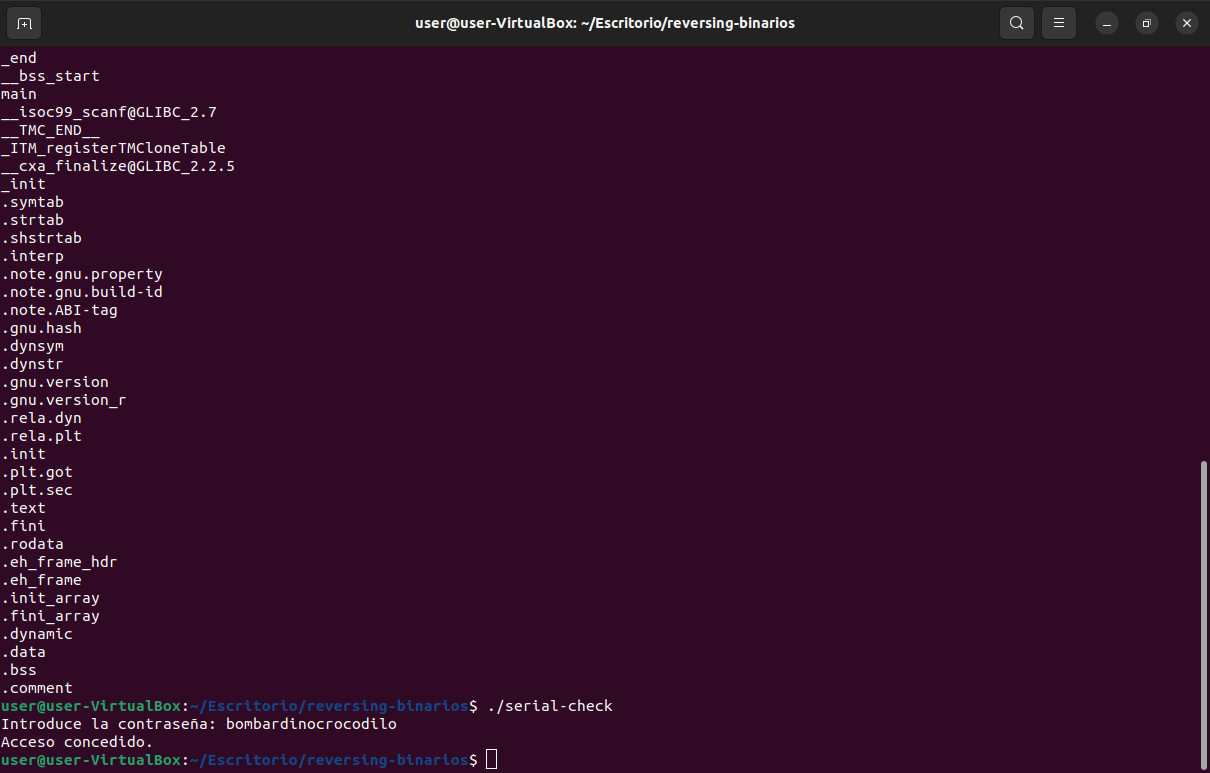 user@user-VirtualBox: ~/Escritorio/reversing-binarios
_end
__bss_start
main
__isoc99_scanf@GLIBC_2.7
__TMC_END__
_ITM_registerTMCloneTable
__cxa_finalize@GLIBC_2.2.5
_init
.symtab
.strtab
.shstrtab
.interp
.note.gnu.property
.note.gnu.build-id
.note.ABI-tag
.gnu.hash
.dynsym
.dynstr
.gnu.version
.gnu.version_r
.rela.dyn
.rela.plt
.init
.plt.got
.plt.sec
.text
.fini
.rodata
.eh_frame_hdr
.eh_frame
.init_array
.fini_array
.dynamic
.data
.bss
.comment
user@user-VirtualBox:~/Escritorio/reversing-binarios$ ./serial-check
Introduce la contraseña: bombardinocrocodilo
Acceso concedido.
user@user-VirtualBox:~/Escritorio/reversing-binarios$